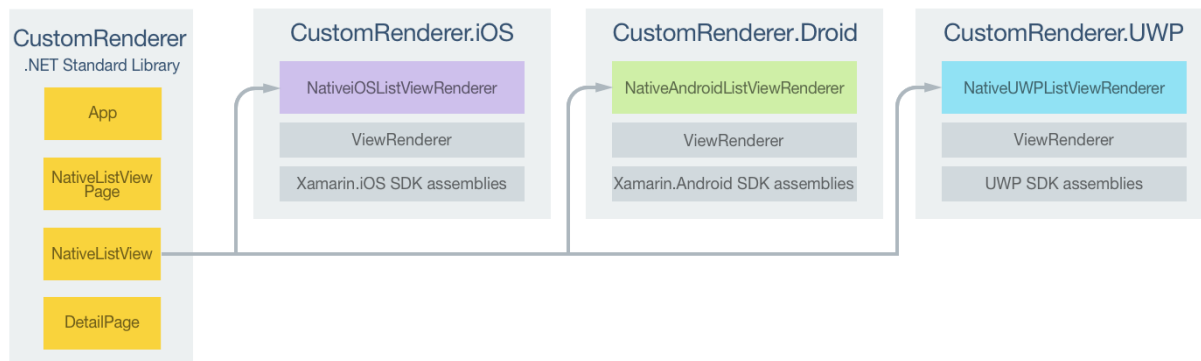 CustomRenderer
.NET Standard Library
App
NativeListView
Page
NativeListView
DetailPage
CustomRenderer.iOS
NativeiOSListViewRenderer
ViewRenderer
Xamarin.iOS SDK assemblies
CustomRenderer.Droid
NativeAndroidListViewRenderer
ViewRenderer
Xamarin.Android SDK assemblies
CustomRenderer.UWP
NativeUWPListViewRenderer
ViewRenderer
UWP SDK assemblies